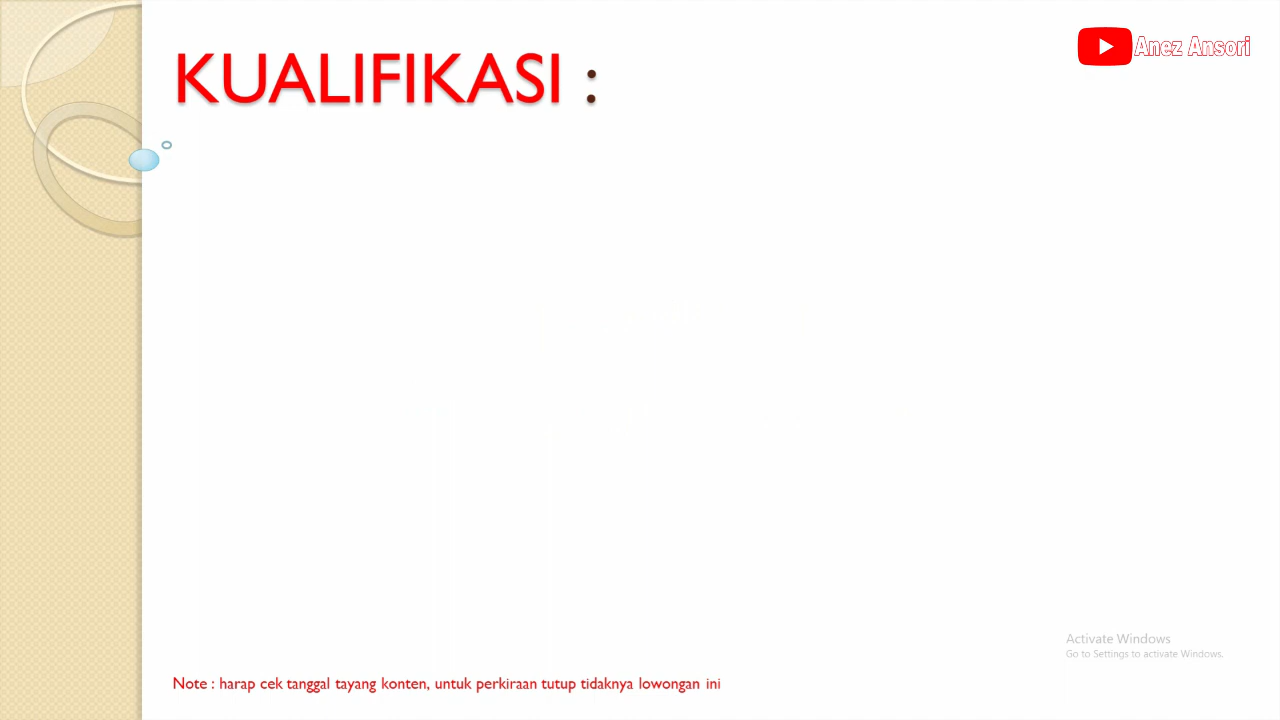 KUALIFIKASI :
Anez Ansori
Activate Windows
Go to Settings to activate Windows.
Note : harap cek tanggal tayang konten, untuk perkiraan tutup tidaknya lowongan ini